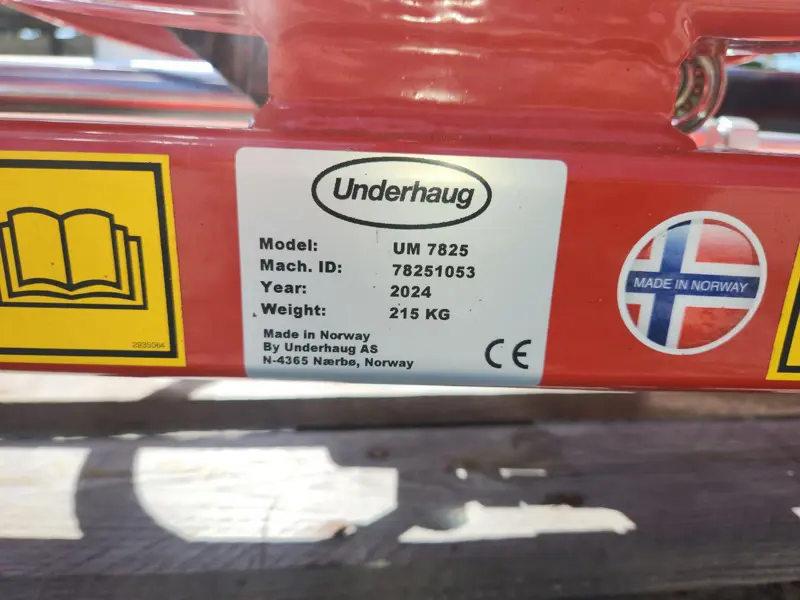 Underhaug
Model: UM 7825
Mach. ID: 78251053
Year: 2024
Weight: 215 KG
Made in Norway
By Underhaug AS
N-4365 Nærbø, Norway
CE
MADE IN NORWAY